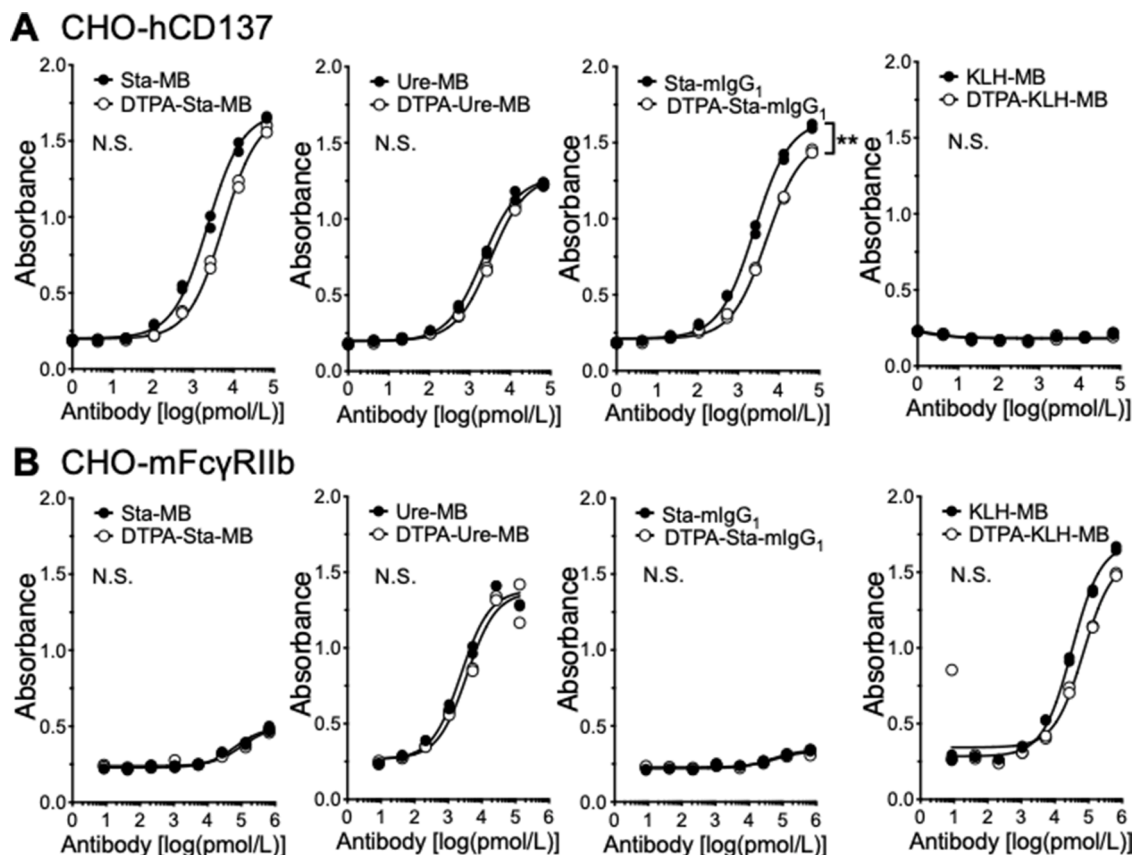 A CHO-hCD137
2.0
1.5
1.0
0.5
0.0
Absorbance
Sta-MB
DTPA-Sta-MB
N.S.
0 1 2 3 4 5
Antibody [log(pmol/L)]
2.0
1.5
1.0
0.5
0.0
Absorbance
Ure-MB
DTPA-Ure-MB
N.S.
0 1 2 3 4 5
Antibody [log(pmol/L)]
2.0
1.5
1.0
0.5
0.0
Absorbance
Sta-mIgG1
DTPA-Sta-mIgG1
**
0 1 2 3 4 5
Antibody [log(pmol/L)]
2.0
1.5
1.0
0.5
0.0
Absorbance
KLH-MB
DTPA-KLH-MB
N.S.
0 1 2 3 4 5
Antibody [log(pmol/L)]
B CHO-mFcγRIIb
2.0
1.5
1.0
0.5
0.0
Absorbance
Sta-MB
DTPA-Sta-MB
N.S.
0 1 2 3 4 5 6
Antibody [log(pmol/L)]
2.0
1.5
1.0
0.5
0.0
Absorbance
Ure-MB
DTPA-Ure-MB
N.S.
0 1 2 3 4 5 6
Antibody [log(pmol/L)]
2.0
1.5
1.0
0.5
0.0
Absorbance
Sta-mIgG1
DTPA-Sta-mIgG1
N.S.
0 1 2 3 4 5 6
Antibody [log(pmol/L)]
2.0
1.5
1.0
0.5
0.0
Absorbance
KLH-MB
DTPA-KLH-MB
N.S.
0 1 2 3 4 5 6
Antibody [log(pmol/L)]